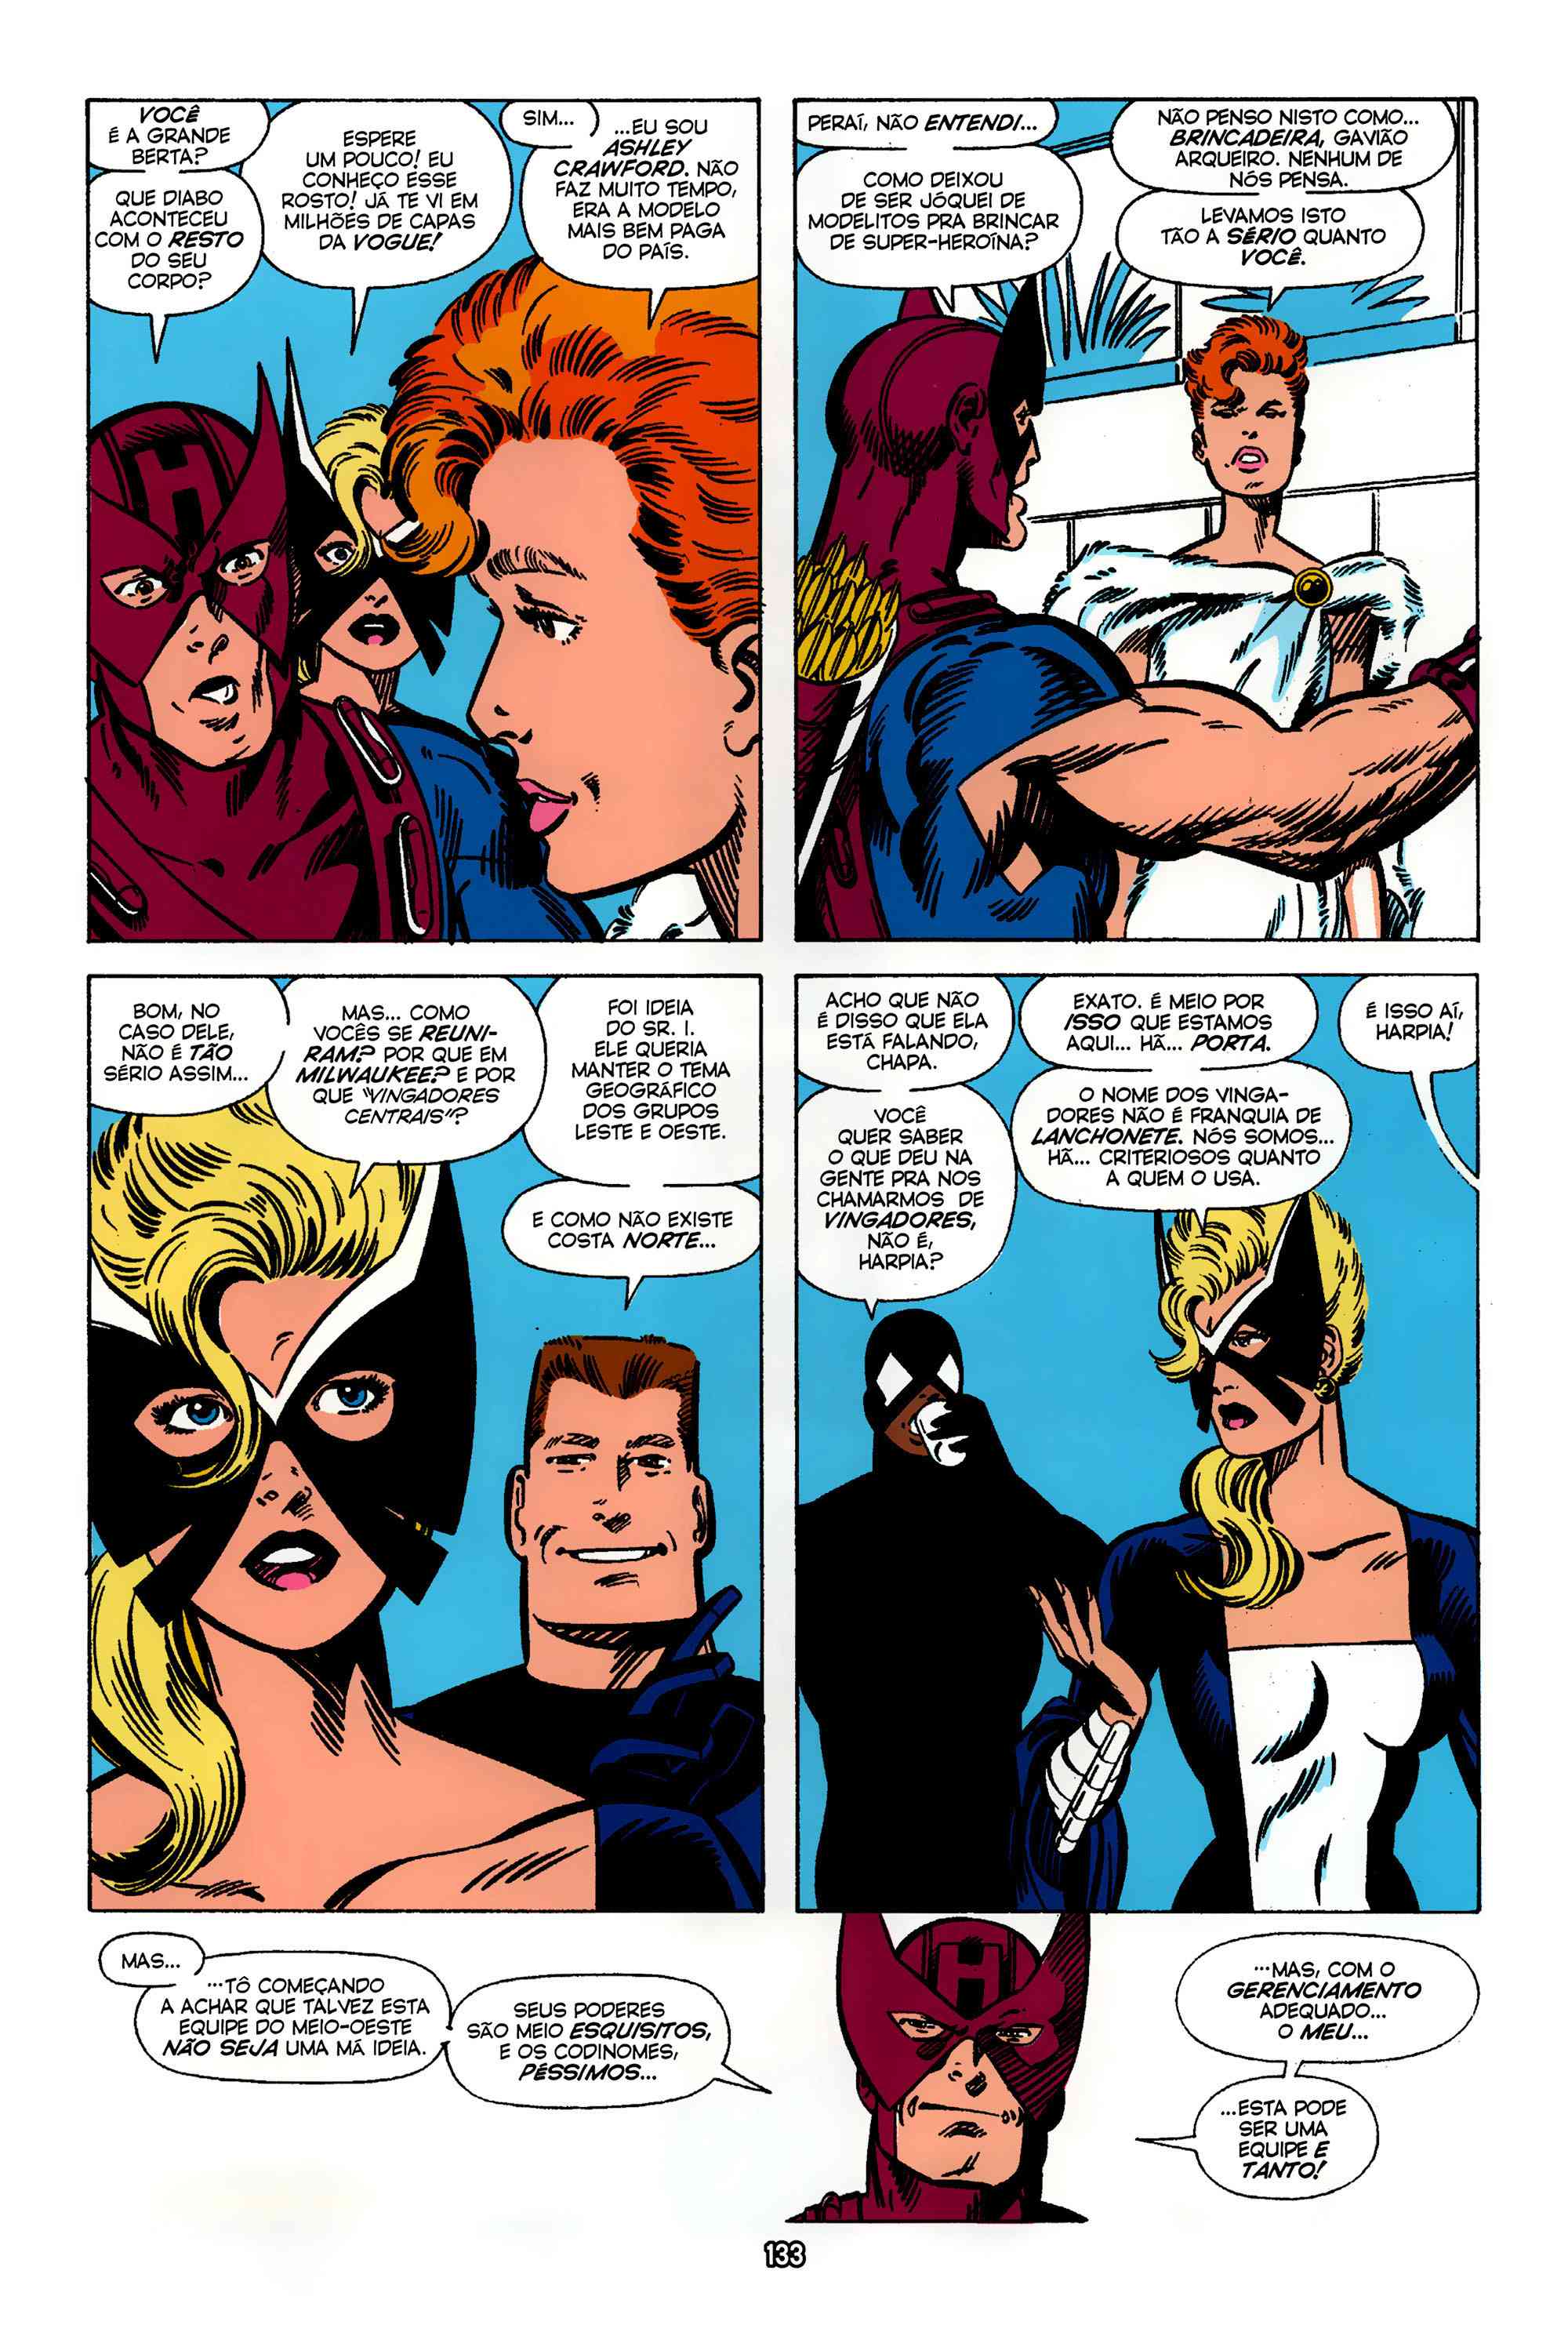 VOCÊ
É A GRANDE
BERTA?
QUE DIABO
ACONTECEU
COM O RESTO
DO SEU
CORPO?
ESPERE
UM POUCO! EU
CONHEÇO ESSE
ROSTO! JÁ TE VI EM
MILHÕES DE CAPAS
DA VOGUE!
SIM...
...EU SOU
ASHLEY
CRAWFORD. NÃO
FAZ MUITO TEMPO,
ERA A MODELO
MAIS BEM PAGA
DO PAÍS.
PERAÍ, NÃO ENTENDI...
COMO DEIXOU
DE SER JÓQUEI DE
MODELITOS PRA BRINCAR
DE SUPER-HEROÍNA?
NÃO PENSO NISTO COMO...
BRINCADEIRA, GAVIÃO
ARQUEIRO. NENHUM DE
NÓS PENSA.
LEVAMOS ISTO
TÃO A SÉRIO QUANTO
VOCÊ.
H
BOM, NO
CASO DELE,
NÃO É TÃO
SÉRIO ASSIM...
MAS... COMO
VOCÊS SE REUNI-
RAM? POR QUE EM
MILWAUKEE? E POR
QUE "VINGADORES
CENTRAIS"?
FOI IDEIA
DO SR. I.
ELE QUERIA
MANTER O TEMA
GEOGRÁFICO
DOS GRUPOS
LESTE E OESTE.
E COMO NÃO EXISTE
COSTA NORTE...
ACHO QUE NÃO
É DISSO QUE ELA
ESTÁ FALANDO,
CHAPA.
VOCÊ
QUER SABER
O QUE DEU NA
GENTE PRA NOS
CHAMARMOS DE
VINGADORES,
NÃO É,
HARPIA?
EXATO. É MEIO POR
ISSO QUE ESTAMOS
AQUI... HÃ... PORTA.
O NOME DOS VINGA-
DORES NÃO É FRANQUIA DE
LANCHONETE. NÓS SOMOS...
HÃ... CRITERIOSOS QUANTO
A QUEM O USA.
É ISSO AÍ,
HARPIA!
MAS...
...TÔ COMEÇANDO
A ACHAR QUE TALVEZ ESTA
EQUIPE DO MEIO-OESTE
NÃO SEJA UMA MÁ IDEIA.
SEUS PODERES
SÃO MEIO ESQUISITOS,
E OS CODINOMES,
PÉSSIMOS...
H
...MAS, COM O
GERENCIAMENTO
ADEQUADO...
O MEU...
...ESTA PODE
SER UMA
EQUIPE E
TANTO!
133